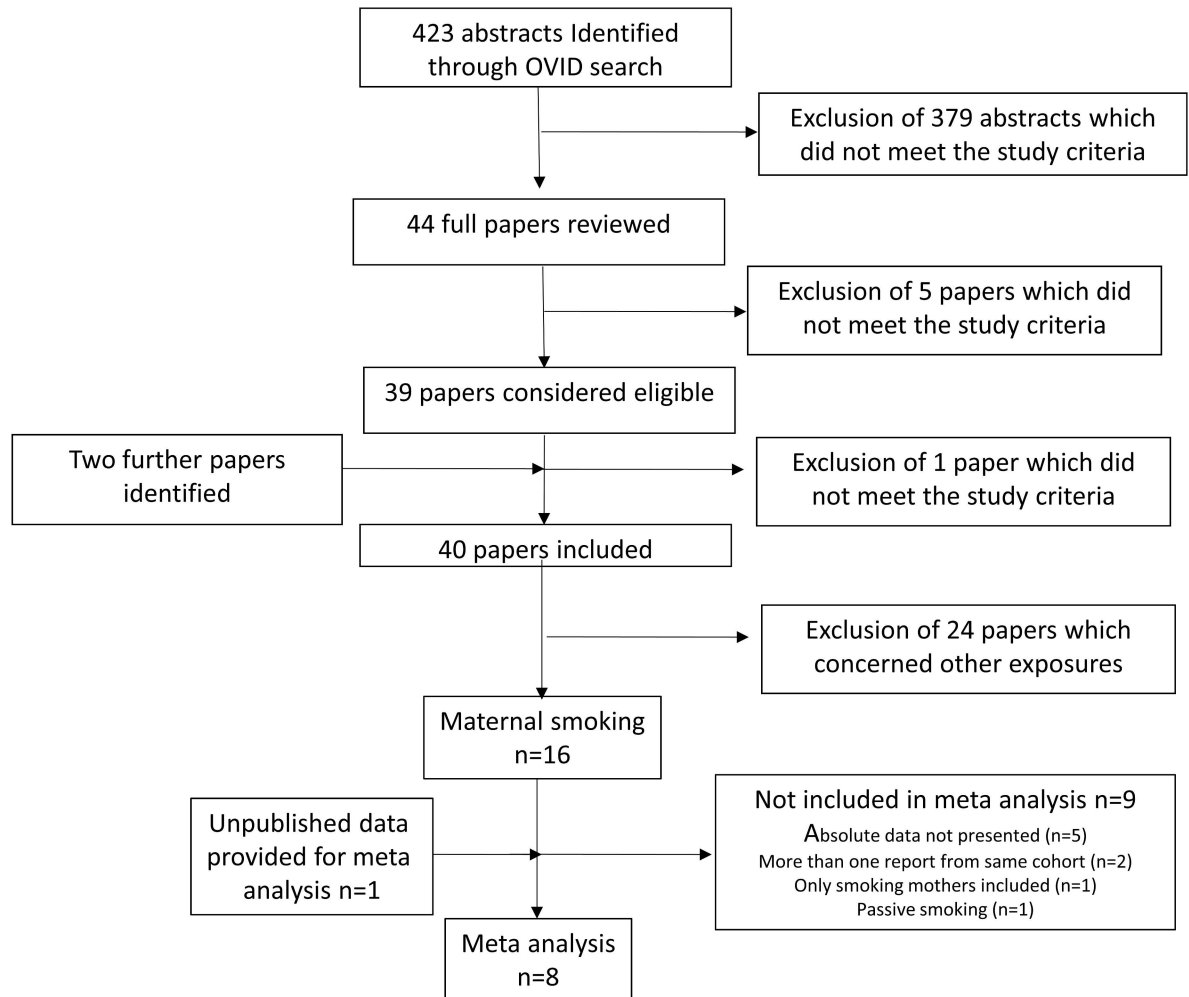 423 abstracts Identified
through OVID search
Exclusion of 379 abstracts which
did not meet the study criteria
44 full papers reviewed
Exclusion of 5 papers which did
not meet the study criteria
39 papers considered eligible
Two further papers
identified
Exclusion of 1 paper which did
not meet the study criteria
40 papers included
Exclusion of 24 papers which
concerned other exposures
Maternal smoking
n=16
Unpublished data
provided for meta
analysis n=1
Not included in meta analysis n=9
Absolute data not presented (n=5)
More than one report from same cohort (n=2)
Only smoking mothers included (n=1)
Passive smoking (n=1)
Meta analysis
n=8